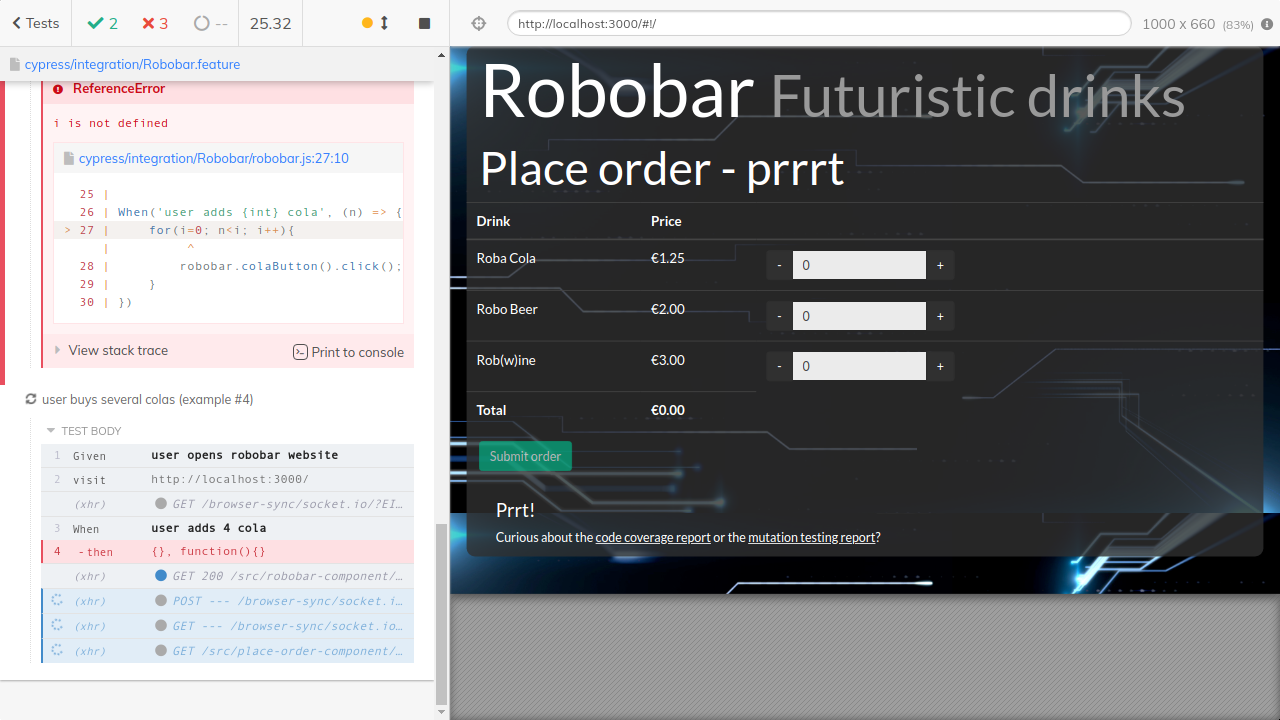 Tests 2 3 -- 25.32
cypress/integration/Robobar.feature
ReferenceError
i is not defined
cypress/integration/Robobar/robobar.js:27:10
25 |
26 | When('user adds {int} cola', (n) => {
> 27 | for(i=0; n<i; i++){
| ^
28 | robobar.colaButton().click();
29 | }
30 | })
View stack trace Print to console
user buys several colas (example #4)
TEST BODY
1 Given user opens robobar website
2 visit http://localhost:3000/
(xhr) GET /browser-sync/socket.io/?EI...
3 When user adds 4 cola
4 -then {}, function(){}
(xhr) GET 200 /src/robobar-component/...
(xhr) POST --- /browser-sync/socket.i...
(xhr) GET --- /browser-sync/socket.io...
(xhr) GET /src/place-order-component/...
http://localhost:3000/#!/ 1000 x 660 (83%)
Robobar Futuristic drinks
Place order - prrrt
Drink Price
Roba Cola €1.25 - 0 +
Robo Beer €2.00 - 0 +
Rob(w)ine €3.00 - 0 +
Total €0.00
Submit order
Prrt!
Curious about the code coverage report or the mutation testing report?